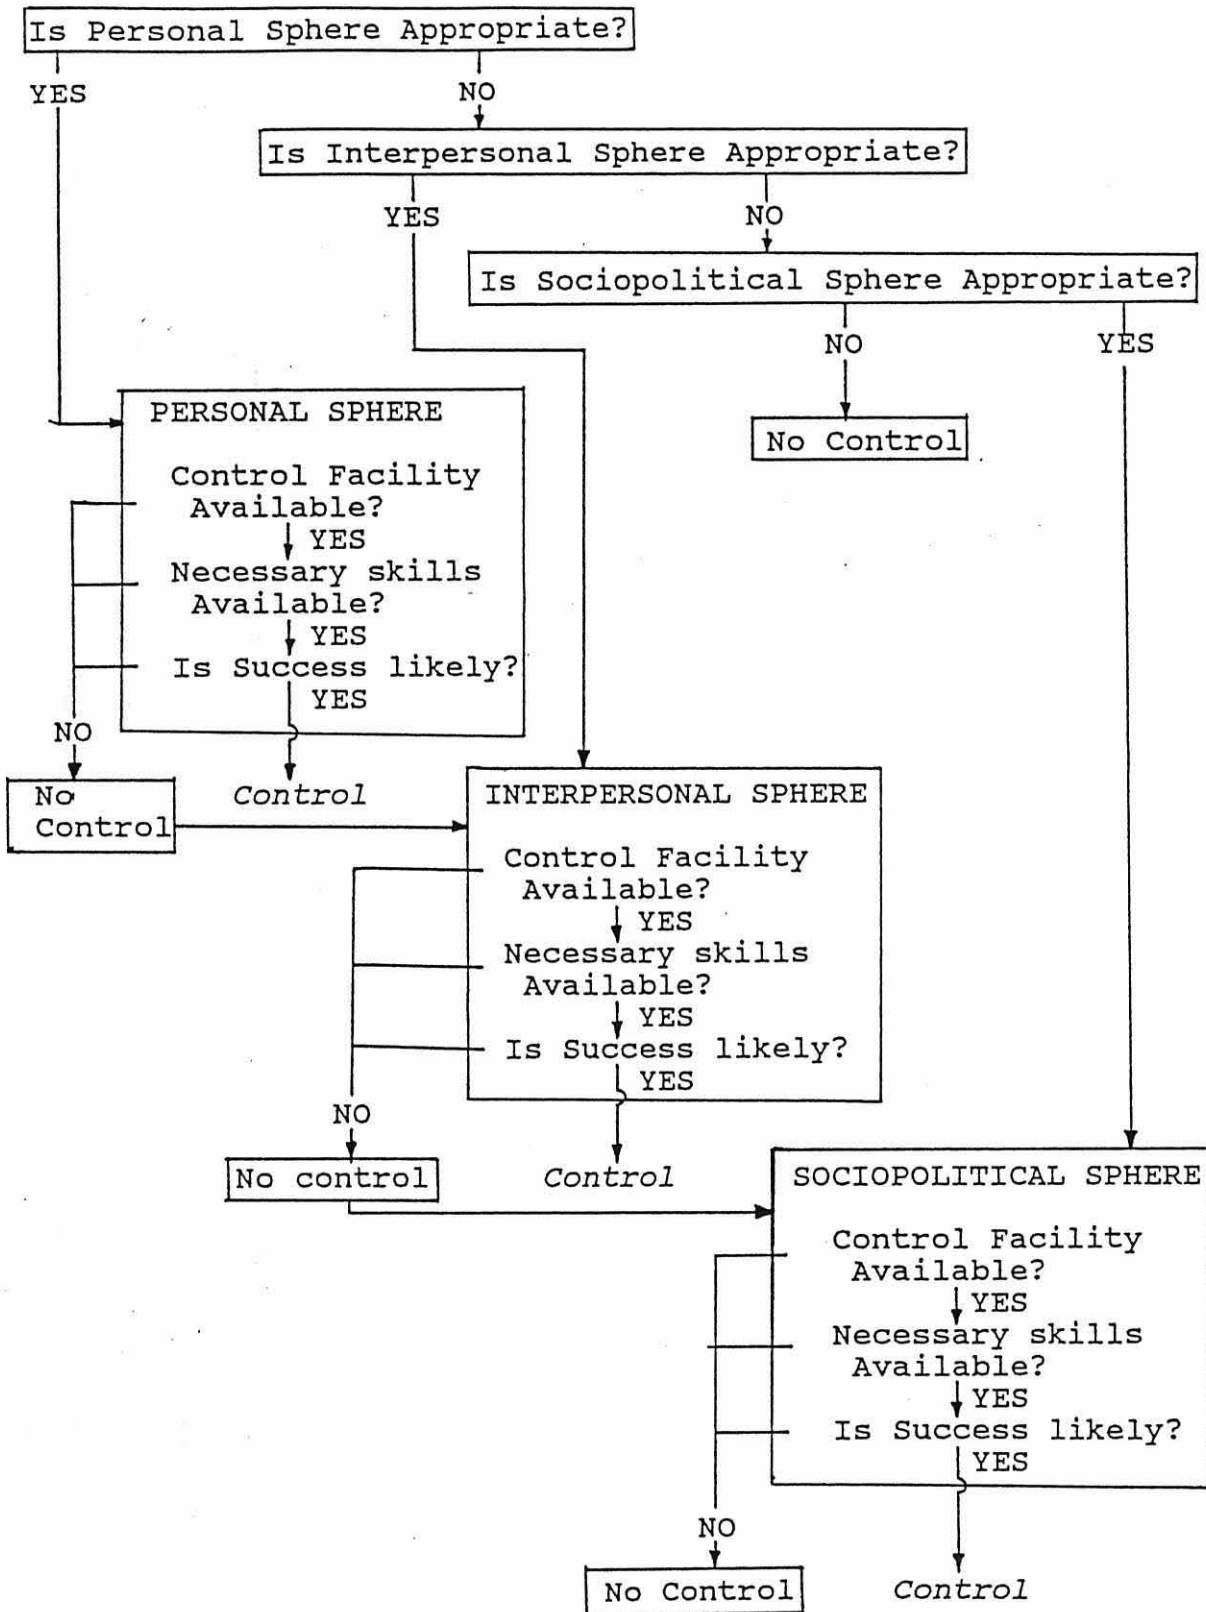 Is Personal Sphere Appropriate?
YES
NO
Is Interpersonal Sphere Appropriate?
YES
NO
Is Sociopolitical Sphere Appropriate?
NO
YES
No Control
PERSONAL SPHERE
Control Facility
Available?
YES
Necessary skills
Available?
YES
Is Success likely?
YES
NO
No
Control
Control
INTERPERSONAL SPHERE
Control Facility
Available?
YES
Necessary skills
Available?
YES
Is Success likely?
YES
NO
No control
Control
SOCIOPOLITICAL SPHERE
Control Facility
Available?
YES
Necessary skills
Available?
YES
Is Success likely?
YES
NO
No Control
Control